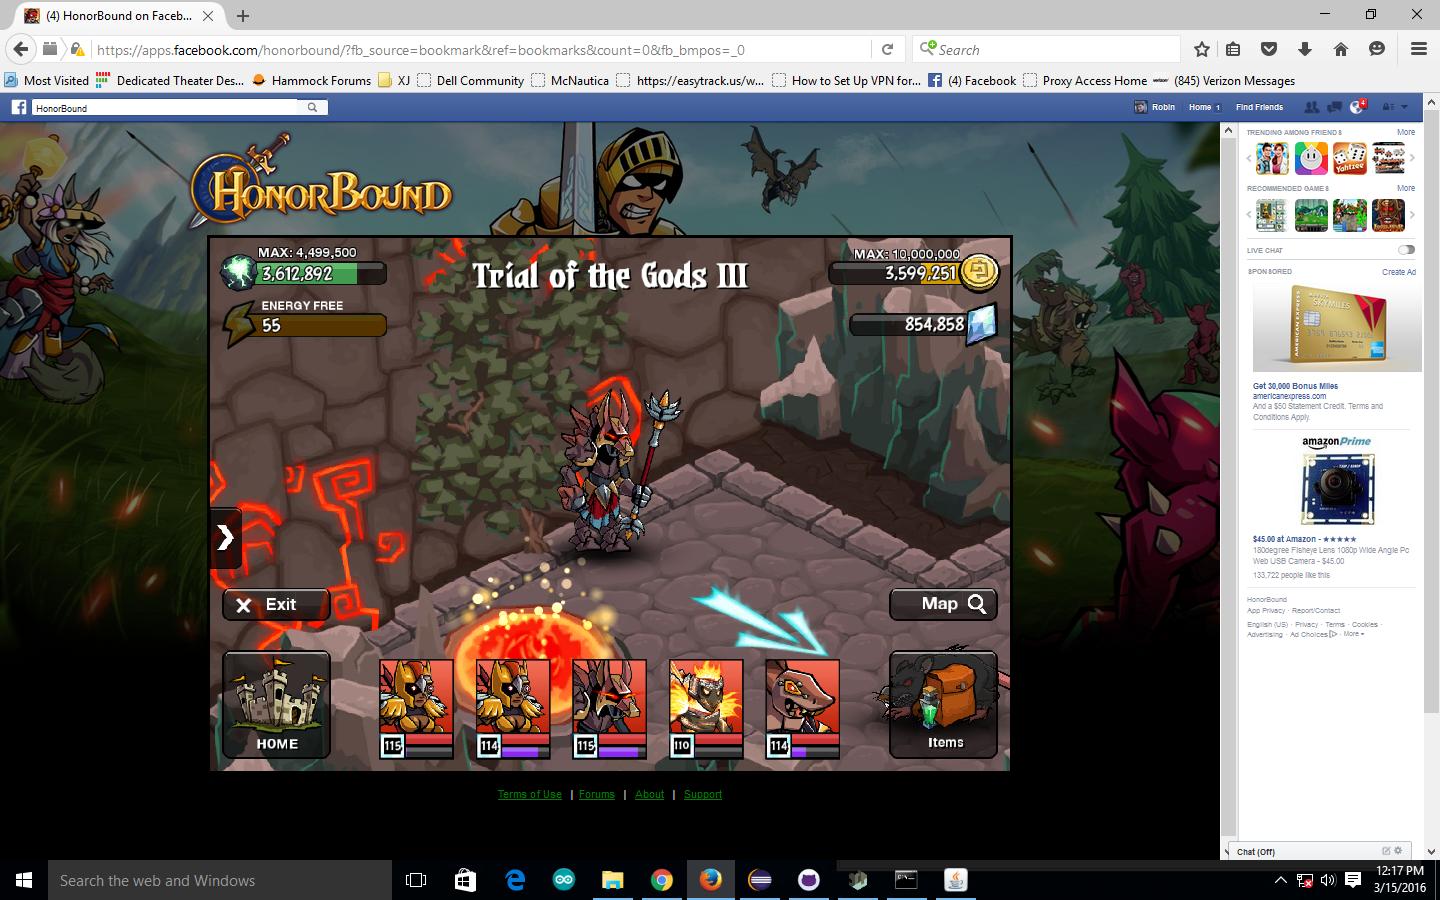 (4) HonorBound on Faceb...
https://apps.facebook.com/honorbound/?fb_source=bookmark&ref=bookmarks&count=0&fb_bmpos=_0
Search
Most Visited
Dedicated Theater Des...
Hammock Forums
XJ
Dell Community
McNautica
https://easytrack.us/w...
How to Set Up VPN for...
(4) Facebook
Proxy Access Home
(845) Verizon Messages
HonorBound
Robin
Home 1
Find Friends
4
HONORBOUND
MAX: 4,499,500
3,612,892
ENERGY FREE
55
Trial of the Gods III
MAX: 10,000,000
3,599,251
854,858
Exit
Map
HOME
115
114
115
110
114
Items
Terms of Use | Forums | About | Support
TRENDING AMONG FRIENDS
More
Yahtzee
RECOMMENDED GAMES
More
LIVE CHAT
SPONSORED
Create Ad
AMERICAN EXPRESS
SKYMILES
Get 30,000 Bonus Miles
americanexpress.com
And a $50 Statement Credit. Terms and
Conditions Apply.
amazonPrime
$45.00 at Amazon - ★★★★★
180degree Fisheye Lens 1080p Wide Angle Pc
Web USB Camera - $45.00
133,722 people like this
HonorBound
App Privacy · Report/Contact
English (US) · Privacy · Terms · Cookies ·
Advertising · Ad Choices · More
Chat (Off)
Search the web and Windows
12:17 PM
3/15/2016